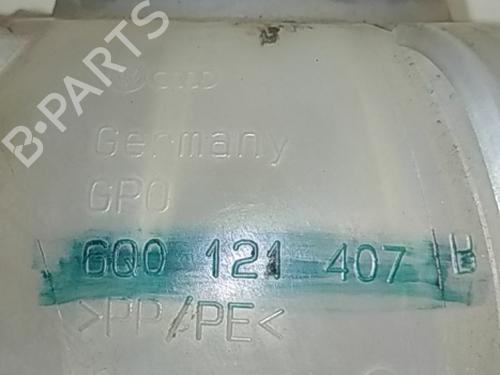 B-PARTS
Germany
GPO
6Q0 121 407
>PP/PE<